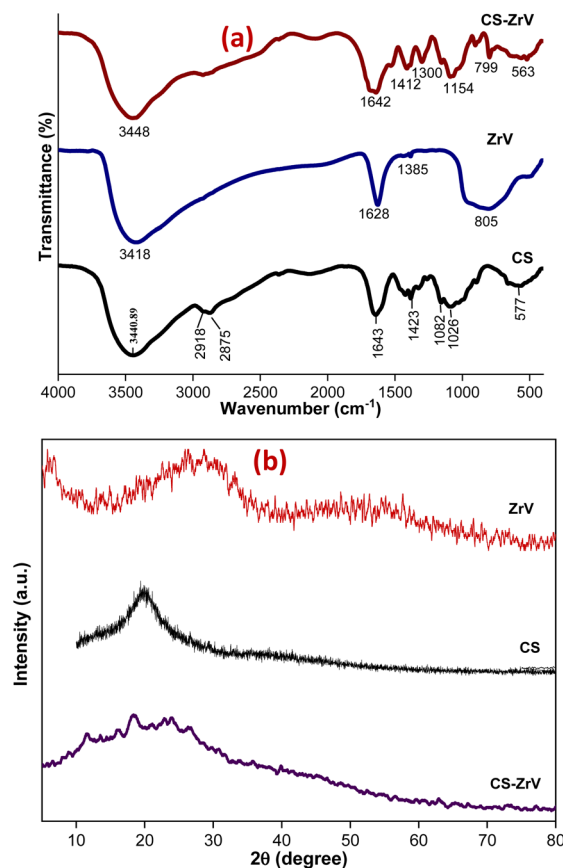 (a)
CS-ZrV
3448
1642
1412
1300
1154
799
563
ZrV
3418
1628
1385
805
CS
3440.89
2918
2875
1643
1423
1082
1026
577
Transmittance (%)
4000 3500 3000 2500 2000 1500 1000 500
Wavenumber (cm⁻¹)
(b)
ZrV
CS
CS-ZrV
Intensity (a.u.)
10 20 30 40 50 60 70 80
2θ (degree)